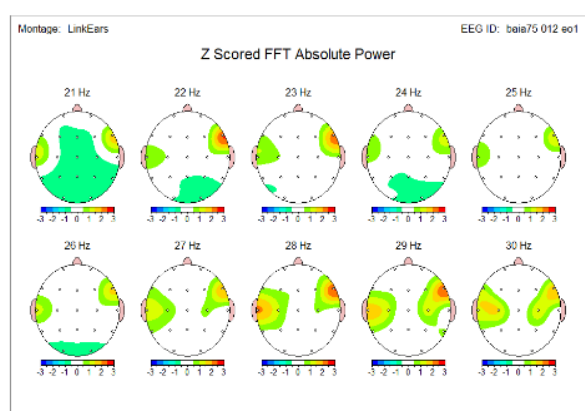 Montage: LinkEars EEG ID: baia75 012 eo1
Z Scored FFT Absolute Power
21 Hz 22 Hz 23 Hz 24 Hz 25 Hz
-3 -2 -1 0 1 2 3 -3 -2 -1 0 1 2 3 -3 -2 -1 0 1 2 3 -3 -2 -1 0 1 2 3 -3 -2 -1 0 1 2 3
26 Hz 27 Hz 28 Hz 29 Hz 30 Hz
-3 -2 -1 0 1 2 3 -3 -2 -1 0 1 2 3 -3 -2 -1 0 1 2 3 -3 -2 -1 0 1 2 3 -3 -2 -1 0 1 2 3